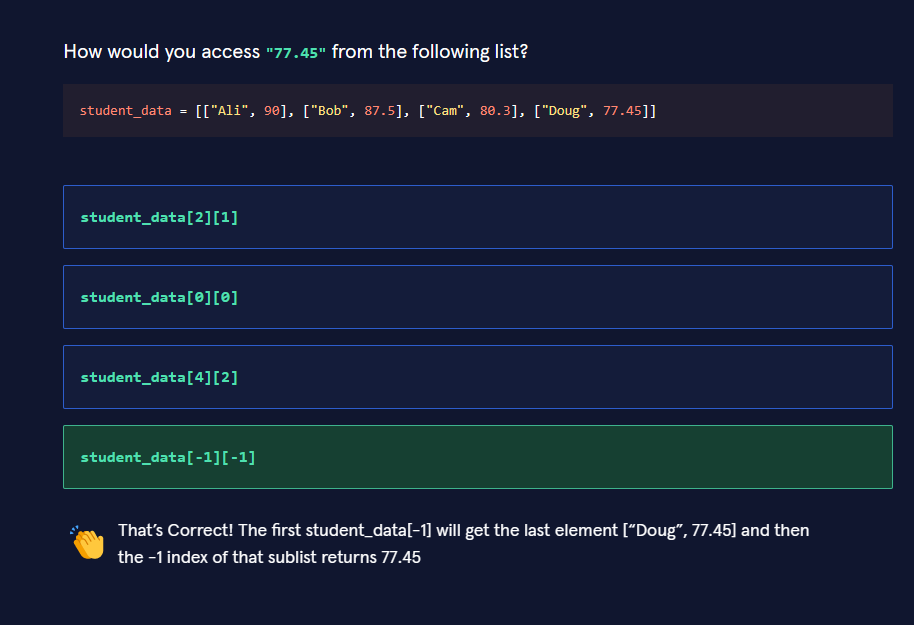 How would you access "77.45" from the following list?
student_data = [["Ali", 90], ["Bob", 87.5], ["Cam", 80.3], ["Doug", 77.45]]
student_data[2][1]
student_data[0][0]
student_data[4][2]
student_data[-1][-1]
That's Correct! The first student_data[-1] will get the last element [“Doug”, 77.45] and then
the -1 index of that sublist returns 77.45